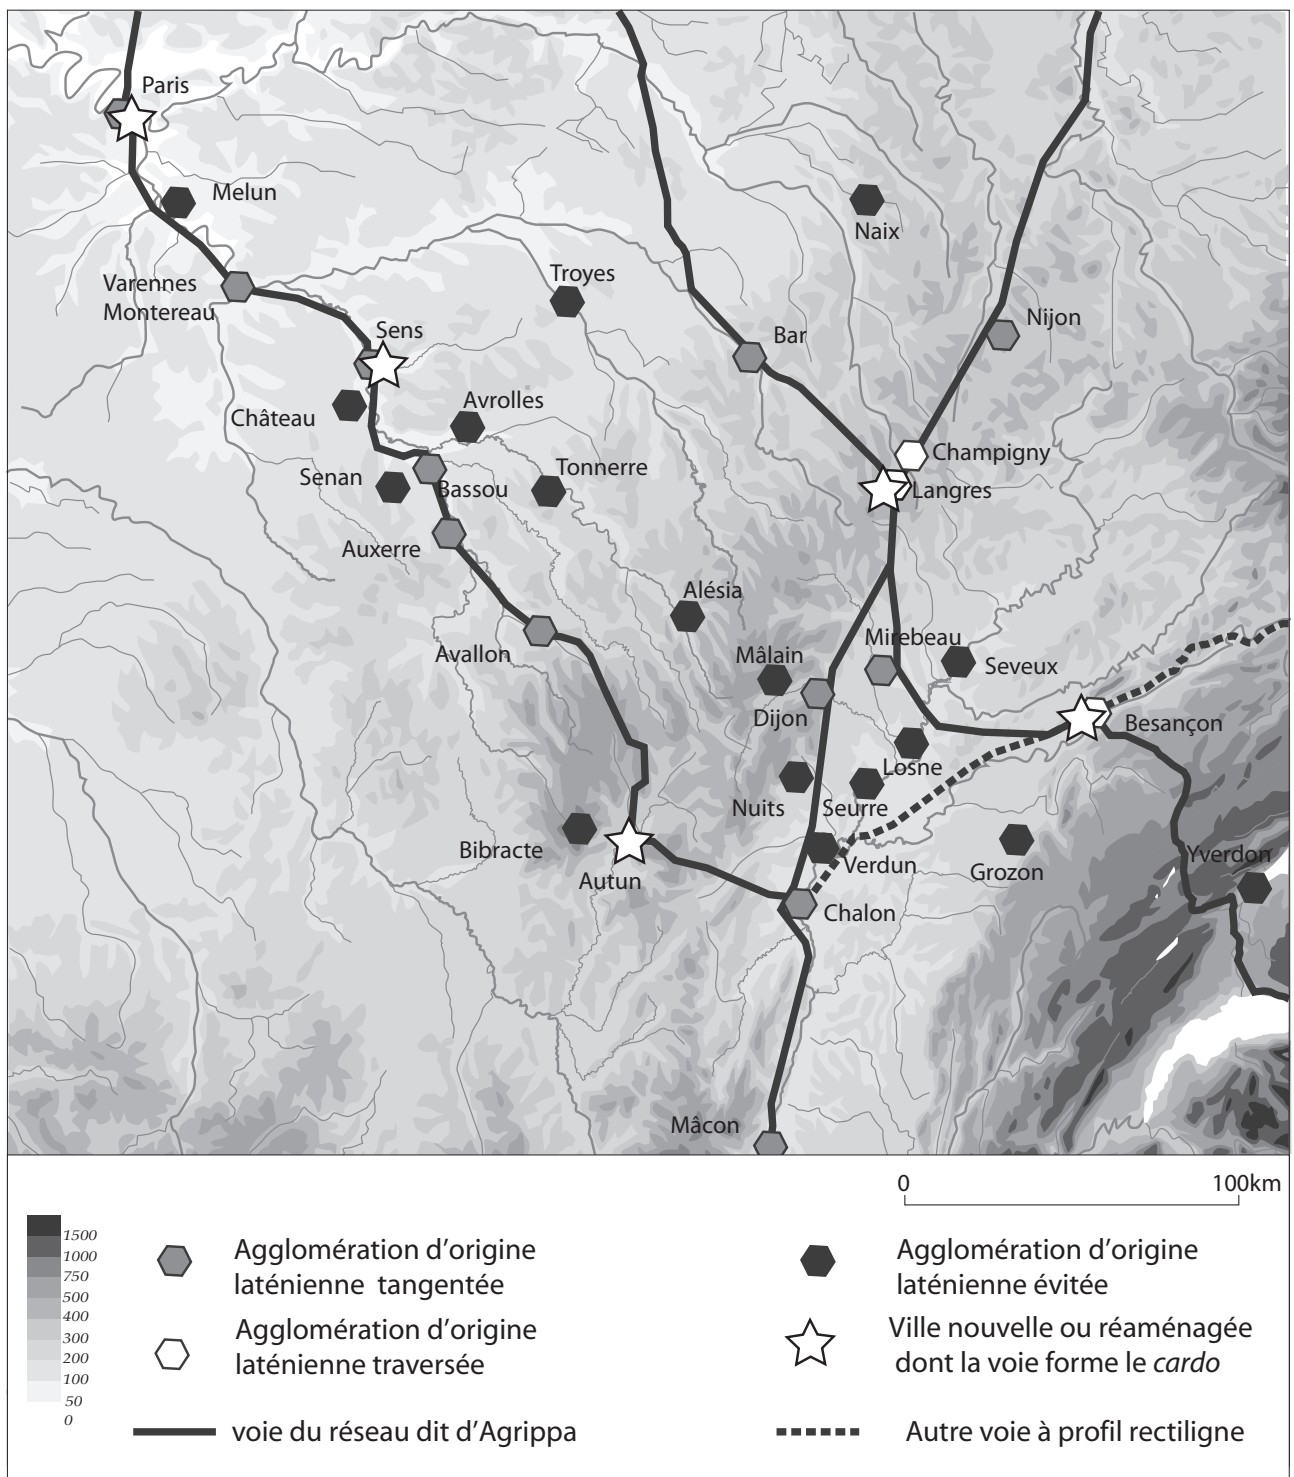 Paris
Melun
Varennes
Montereau
Troyes
Naix
Sens
Bar
Nijon
Château
Avrolles
Champigny
Senan
Bassou
Tonnerre
Langres
Auxerre
Alésia
Avallon
Mâlain
Mirebeau
Seveux
Dijon
Besançon
Losne
Nuits
Seurre
Bibracte
Verdun
Grozon
Yverdon
Autun
Chalon
Mâcon
0 100km
1500
1000
750
500
400
300
200
100
50
0
Agglomération d'origine
laténienne tangentée
Agglomération d'origine
laténienne évitée
Agglomération d'origine
laténienne traversée
Ville nouvelle ou réaménagée
dont la voie forme le cardo
voie du réseau dit d'Agrippa
Autre voie à profil rectiligne